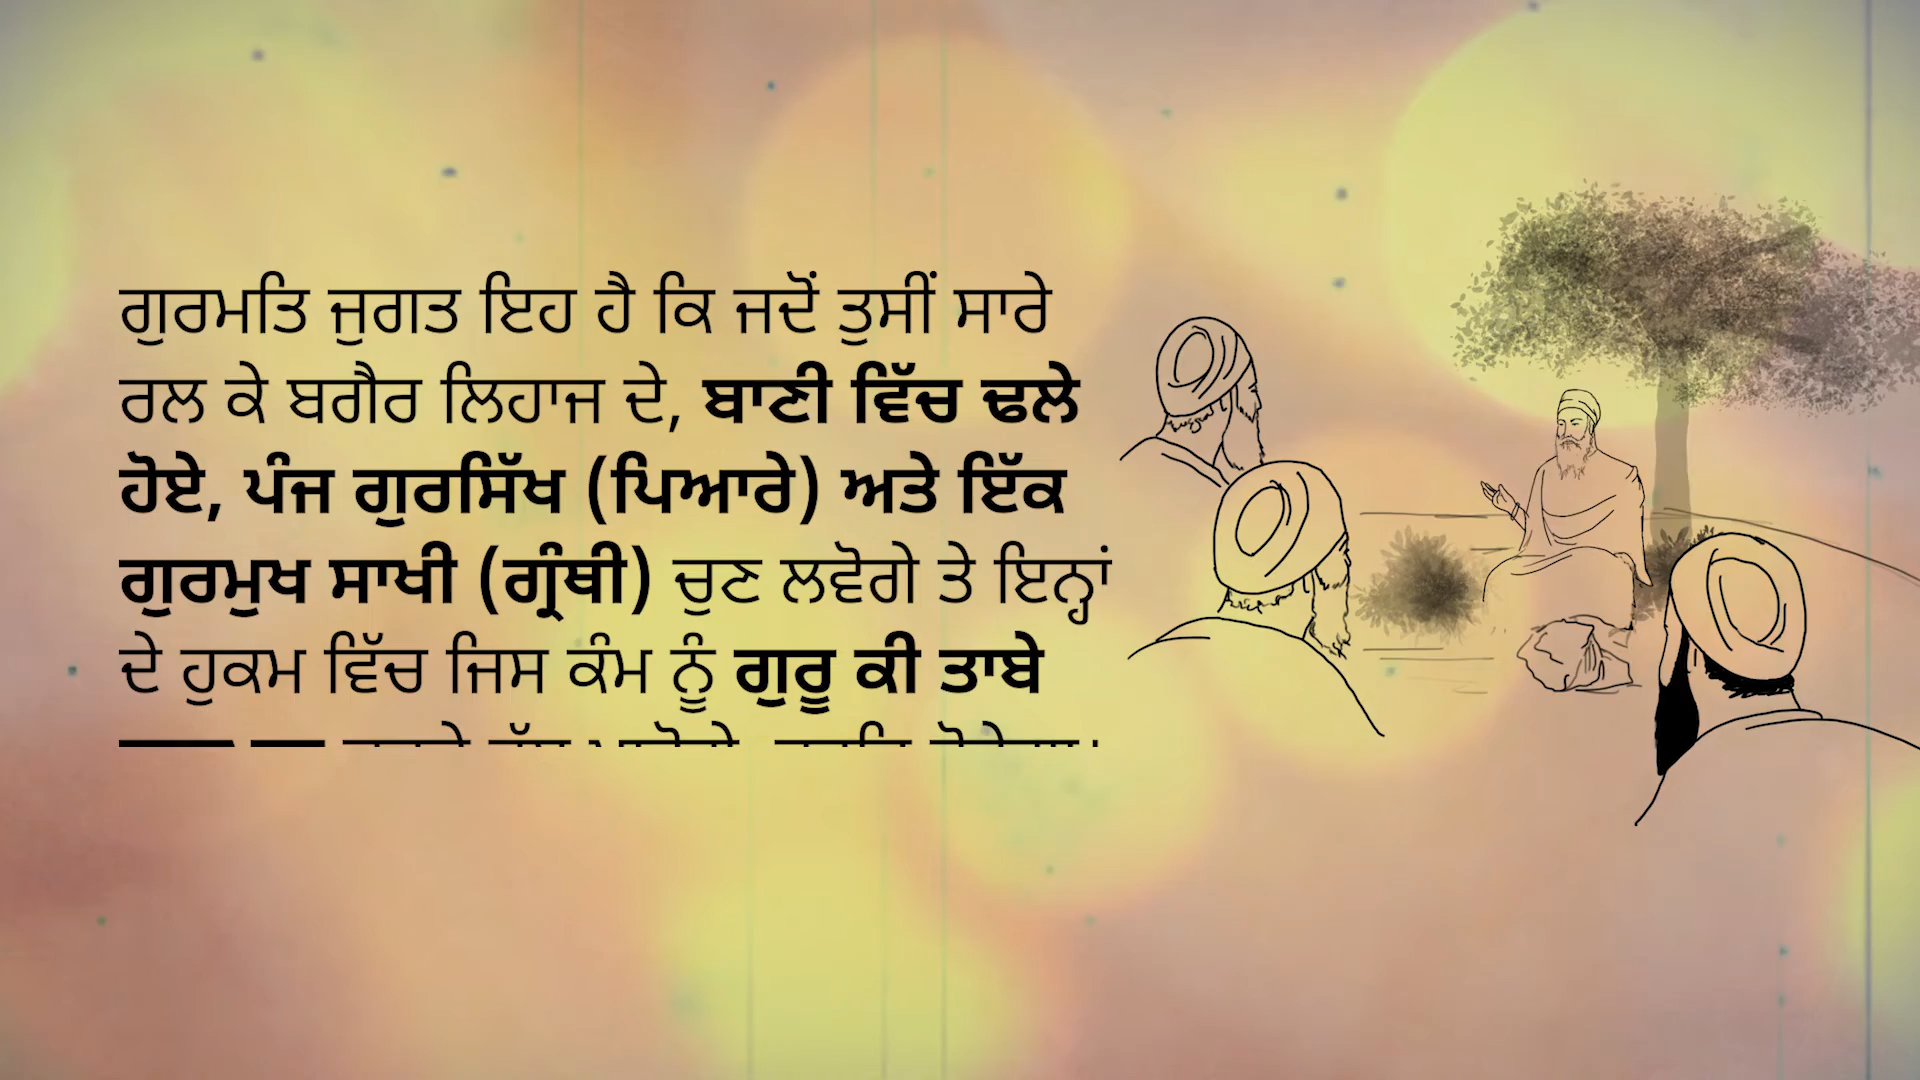 ਗੁਰਮਤਿ ਜੁਗਤ ਇਹ ਹੈ ਕਿ ਜਦੋਂ ਤੁਸੀਂ ਸਾਰੇ
ਰਲ ਕੇ ਬਗੈਰ ਲਿਹਾਜ ਦੇ, ਬਾਣੀ ਵਿੱਚ ਢਲੇ
ਹੋਏ, ਪੰਜ ਗੁਰਸਿੱਖ (ਪਿਆਰੇ) ਅਤੇ ਇੱਕ
ਗੁਰਮੁਖ ਸਾਖੀ (ਗ੍ਰੰਥੀ) ਚੁਣ ਲਵੋਗੇ ਤੇ ਇਨ੍ਹਾਂ
ਦੇ ਹੁਕਮ ਵਿੱਚ ਜਿਸ ਕੰਮ ਨੂੰ ਗੁਰੂ ਕੀ ਤਾਬੇ